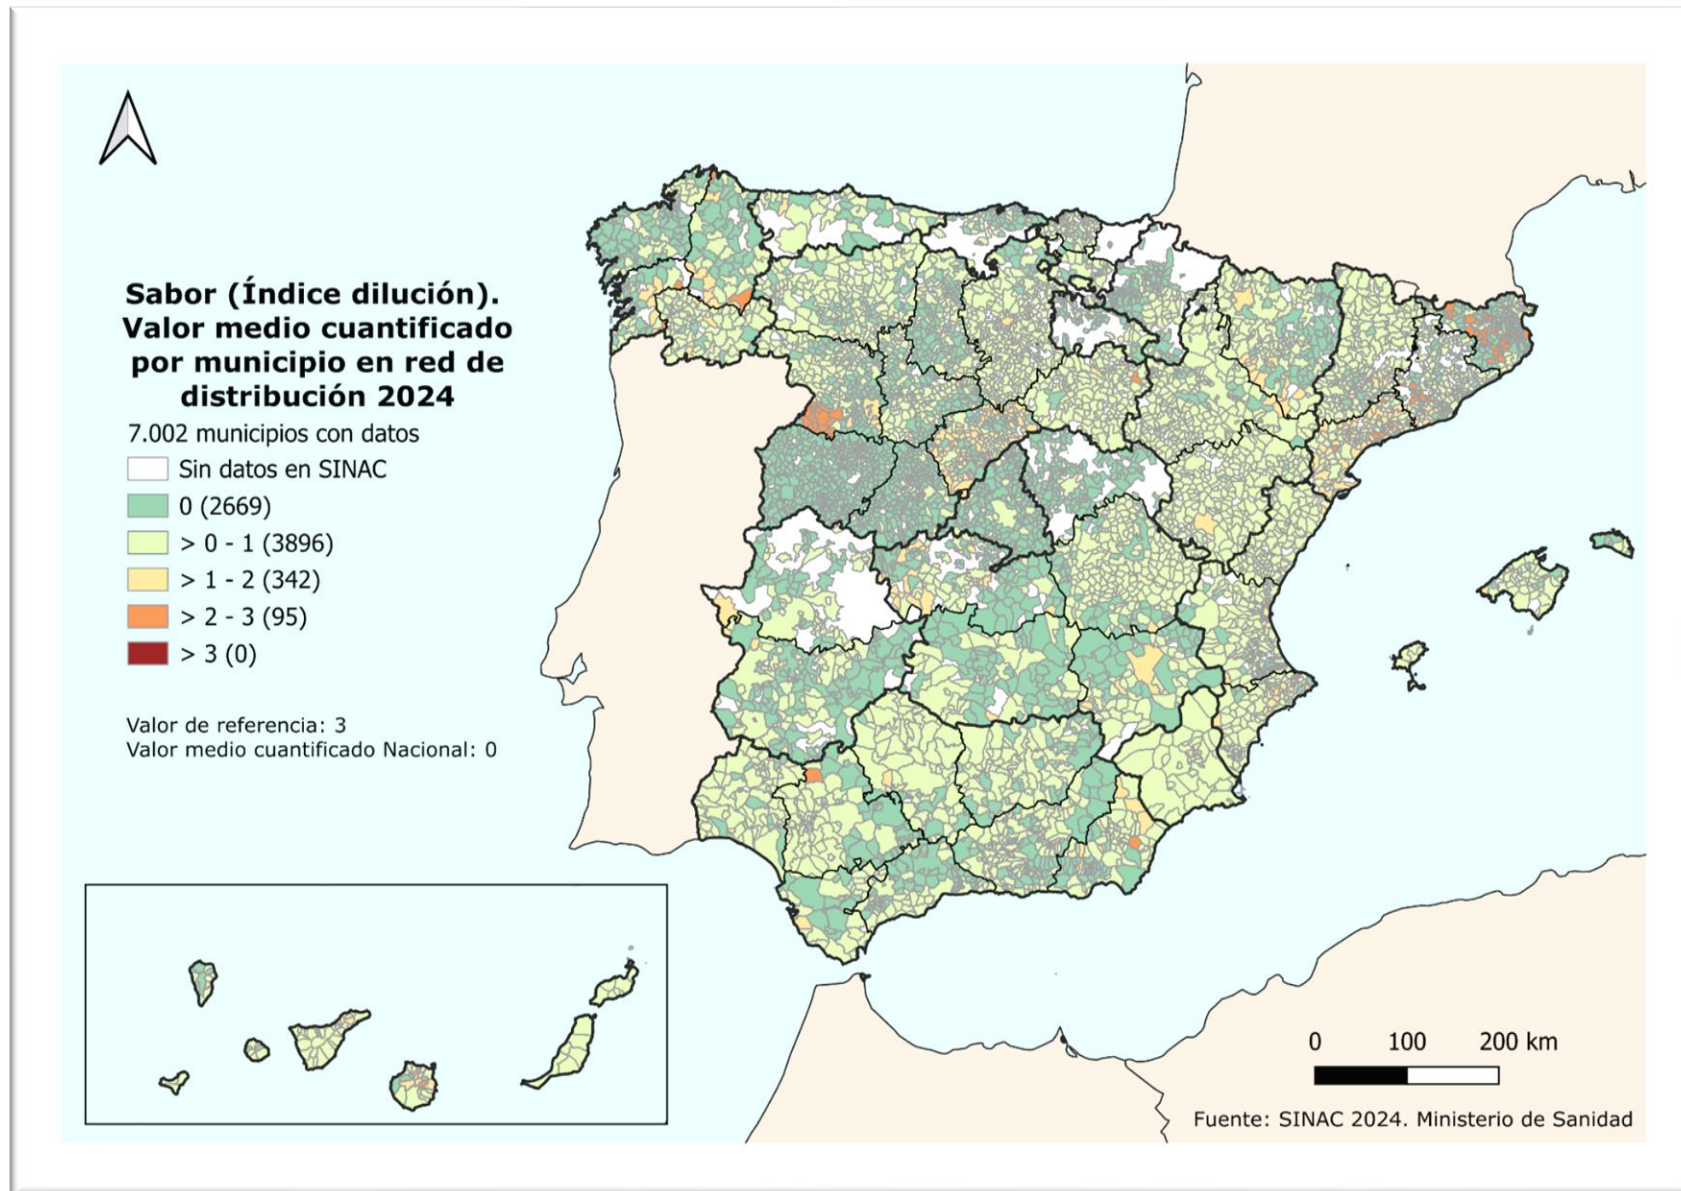 Sabor (Índice dilución).
Valor medio cuantificado
por municipio en red de
distribución 2024
7.002 municipios con datos
Sin datos en SINAC
0 (2669)
> 0 - 1 (3896)
> 1 - 2 (342)
> 2 - 3 (95)
> 3 (0)
Valor de referencia: 3
Valor medio cuantificado Nacional: 0
0 100 200 km
Fuente: SINAC 2024. Ministerio de Sanidad